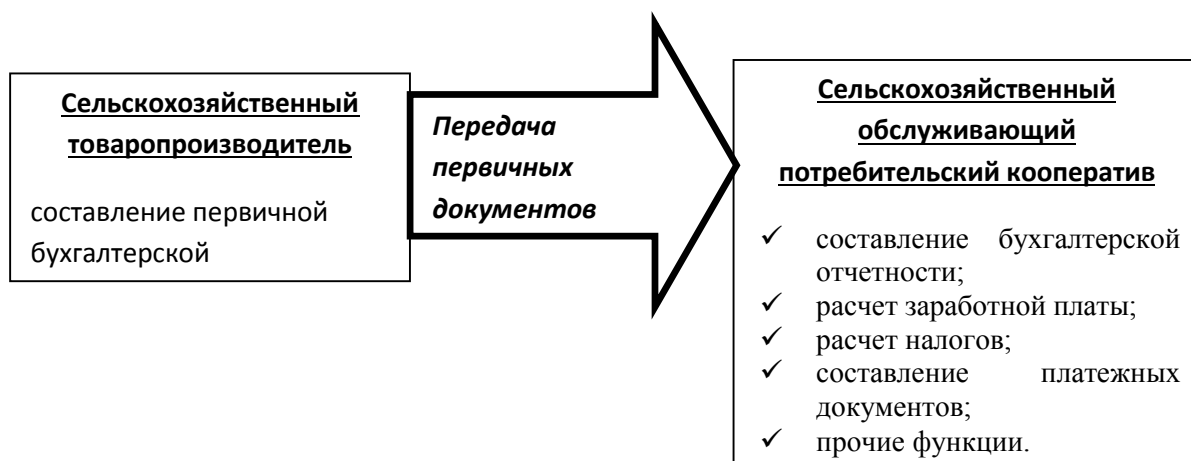 Сельскохозяйственный
товаропроизводитель
составление первичной
бухгалтерской
Передача
первичных
документов
Сельскохозяйственный
обслуживающий
потребительский кооператив
✓ составление бухгалтерской
отчетности;
✓ расчет заработной платы;
✓ расчет налогов;
✓ составление платежных
документов;
✓ прочие функции.